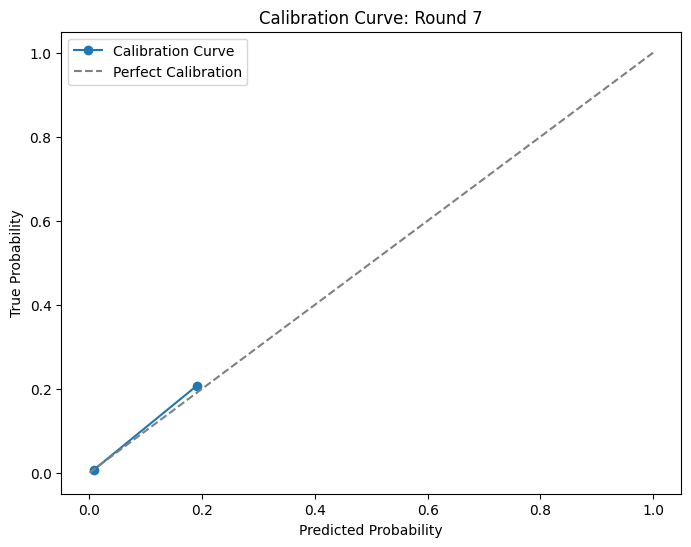 Calibration Curve: Round 7
Calibration Curve
Perfect Calibration
True Probability
1.0
0.8
0.6
0.4
0.2
0.0
0.0 0.2 0.4 0.6 0.8 1.0
Predicted Probability